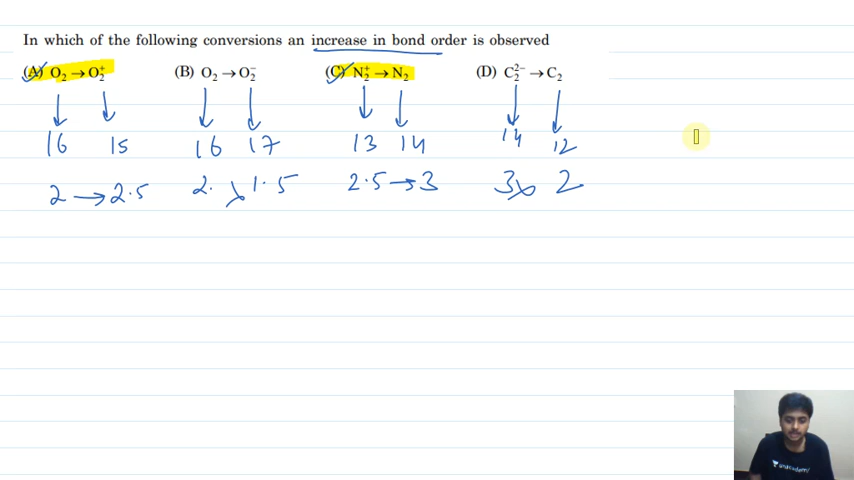 In which of the following conversions an increase in bond order is observed
(A) O₂ → O₂⁺ (B) O₂ → O₂⁻ (C) N₂⁺ → N₂ (D) C₂²⁻ → C₂
16 15 16 17 13 14 14 12
2 → 2.5 2. 1.5 2.5 → 3 3 2
unacademy